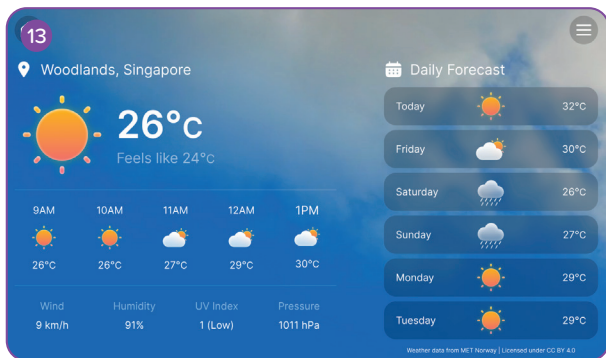 13
Woodlands, Singapore
26°C
Feels like 24°C
9AM 10AM 11AM 12AM 1PM
26°C 26°C 27°C 29°C 30°C
Wind Humidity UV Index Pressure
9 km/h 91% 1 (Low) 1011 hPa
Daily Forecast
Today 32°C
Friday 30°C
Saturday 26°C
Sunday 27°C
Monday 29°C
Tuesday 29°C
Weather data from MET Norway | Licensed under CC BY 4.0